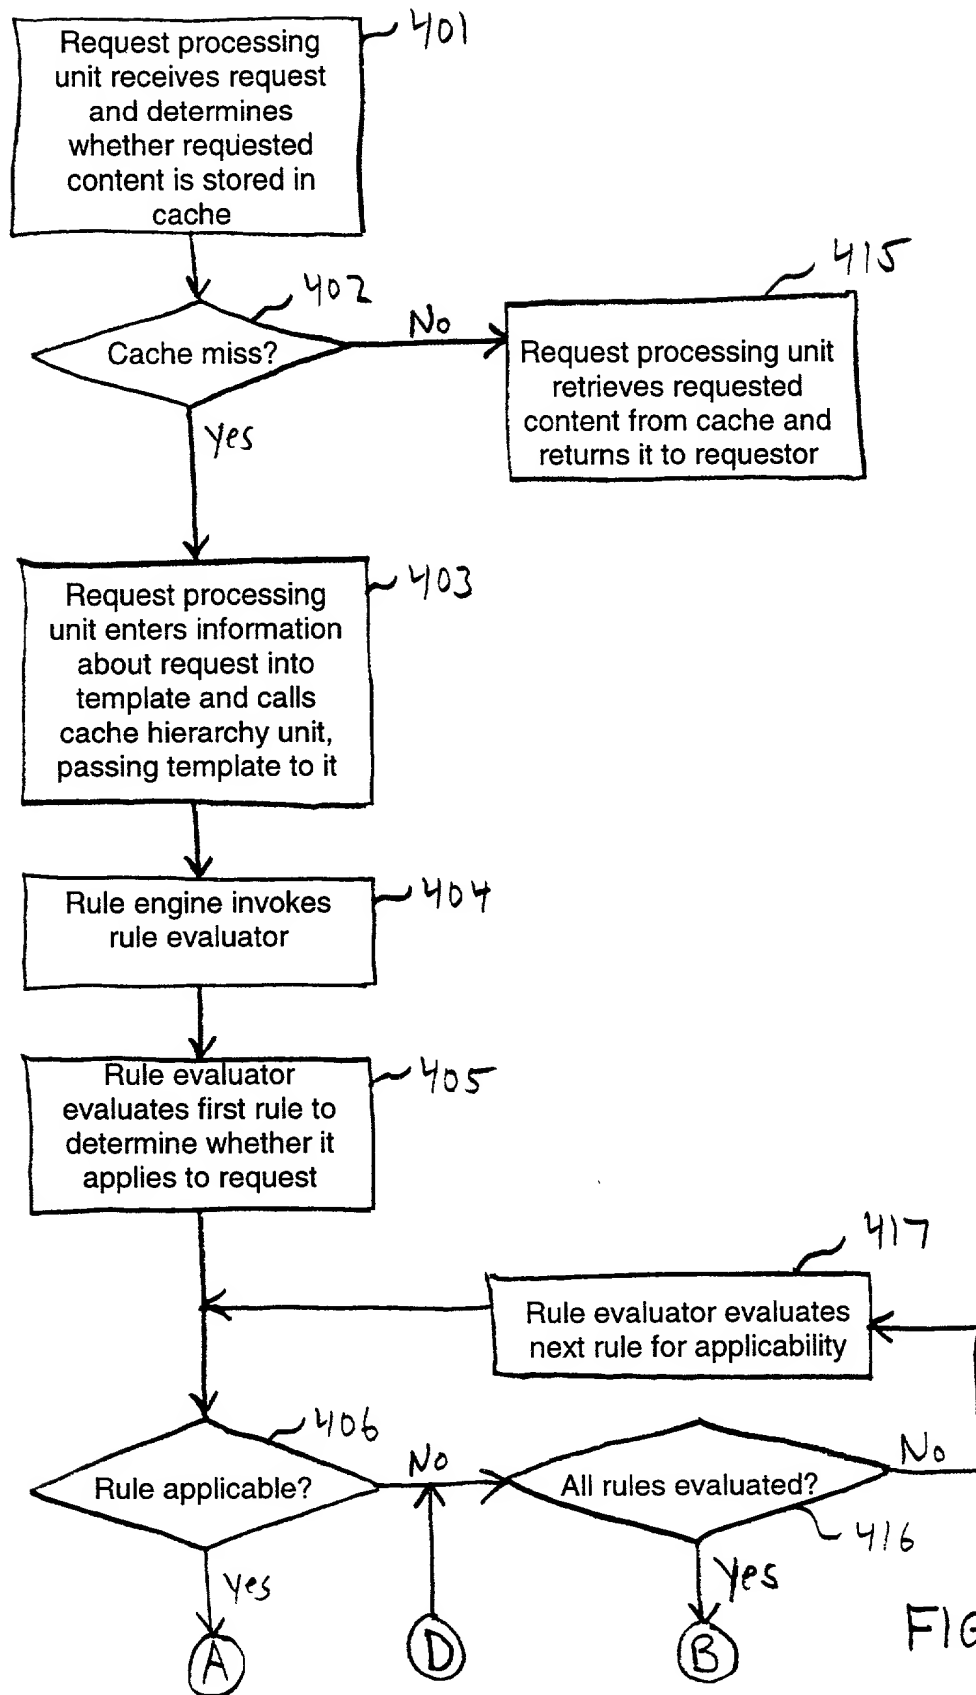 401
Request processing
unit receives request
and determines
whether requested
content is stored in
cache
402
Cache miss?
No
415
Request processing unit
retrieves requested
content from cache and
returns it to requestor
Yes
403
Request processing
unit enters information
about request into
template and calls
cache hierarchy unit,
passing template to it
404
Rule engine invokes
rule evaluator
405
Rule evaluator
evaluates first rule to
determine whether it
applies to request
417
Rule evaluator evaluates
next rule for applicability
406
Rule applicable?
No
All rules evaluated?
No
416
Yes
Yes
A
D
B
FIG